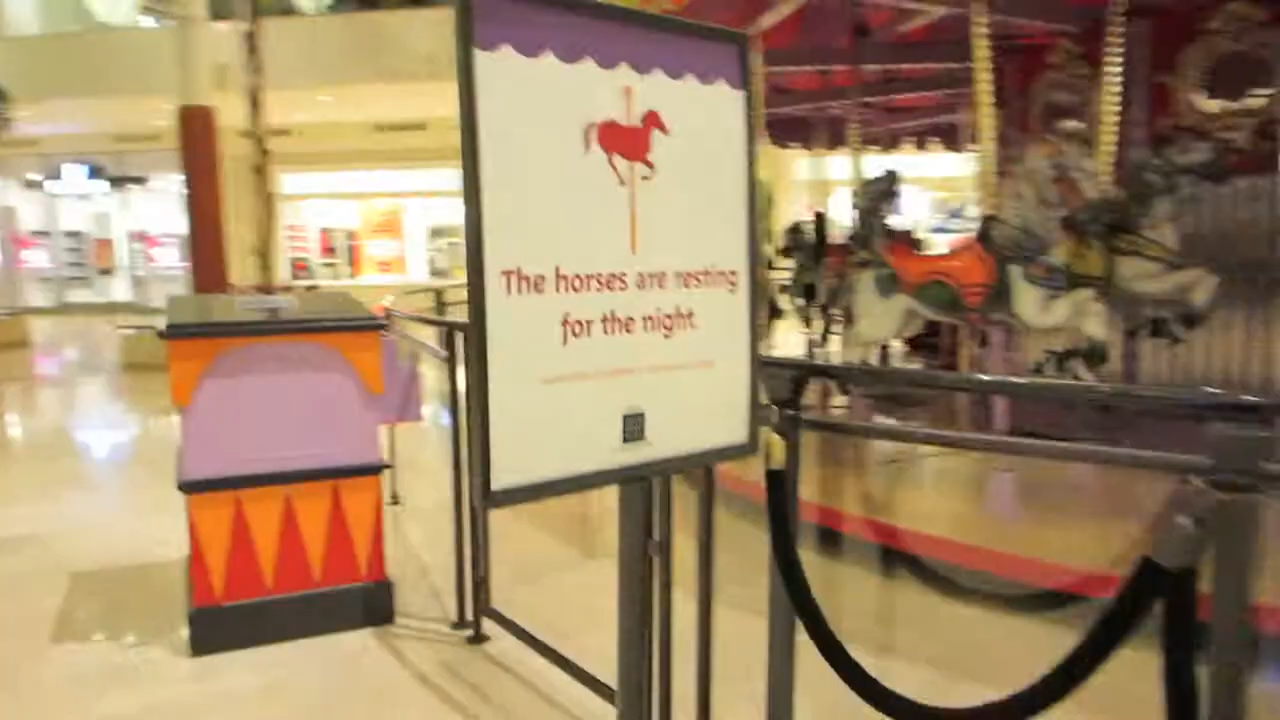 The horses are resting
for the night.